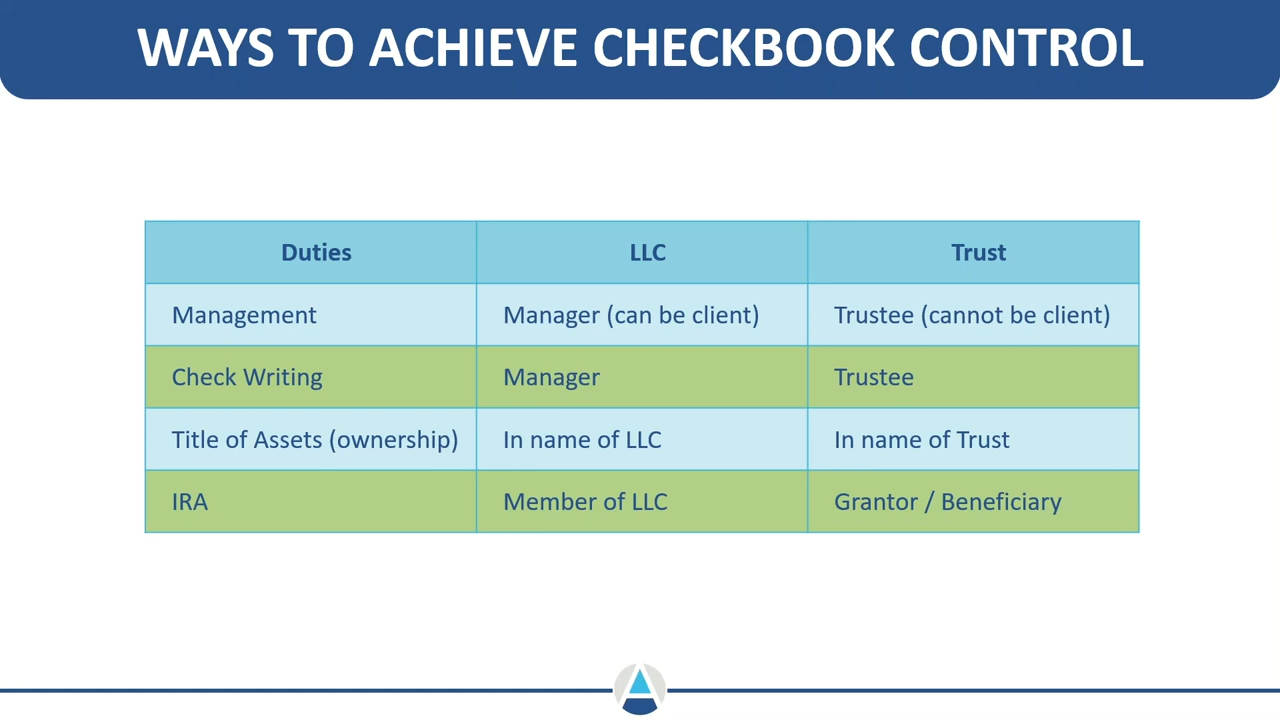 WAYS TO ACHIEVE CHECKBOOK CONTROL
Duties LLC Trust
Management Manager (can be client) Trustee (cannot be client)
Check Writing Manager Trustee
Title of Assets (ownership) In name of LLC In name of Trust
IRA Member of LLC Grantor / Beneficiary